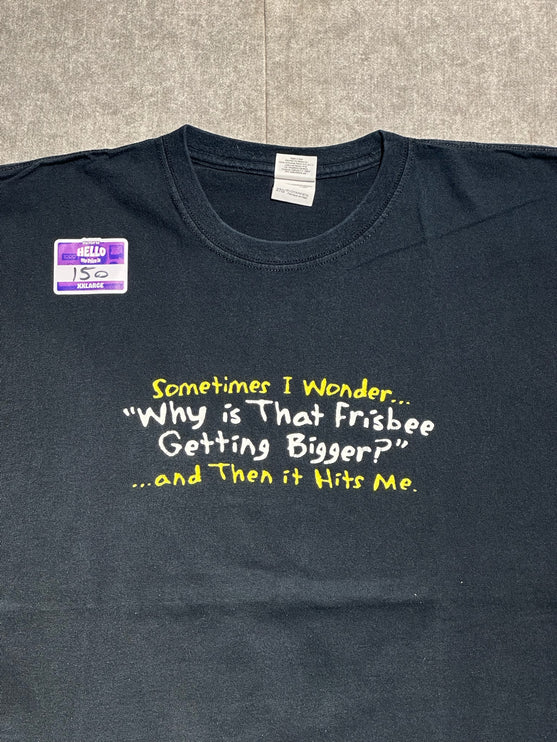 HELLO
150
XXLARGE
Sometimes I Wonder...
"Why is That Frisbee
Getting Bigger?"
...and Then it Hits Me.